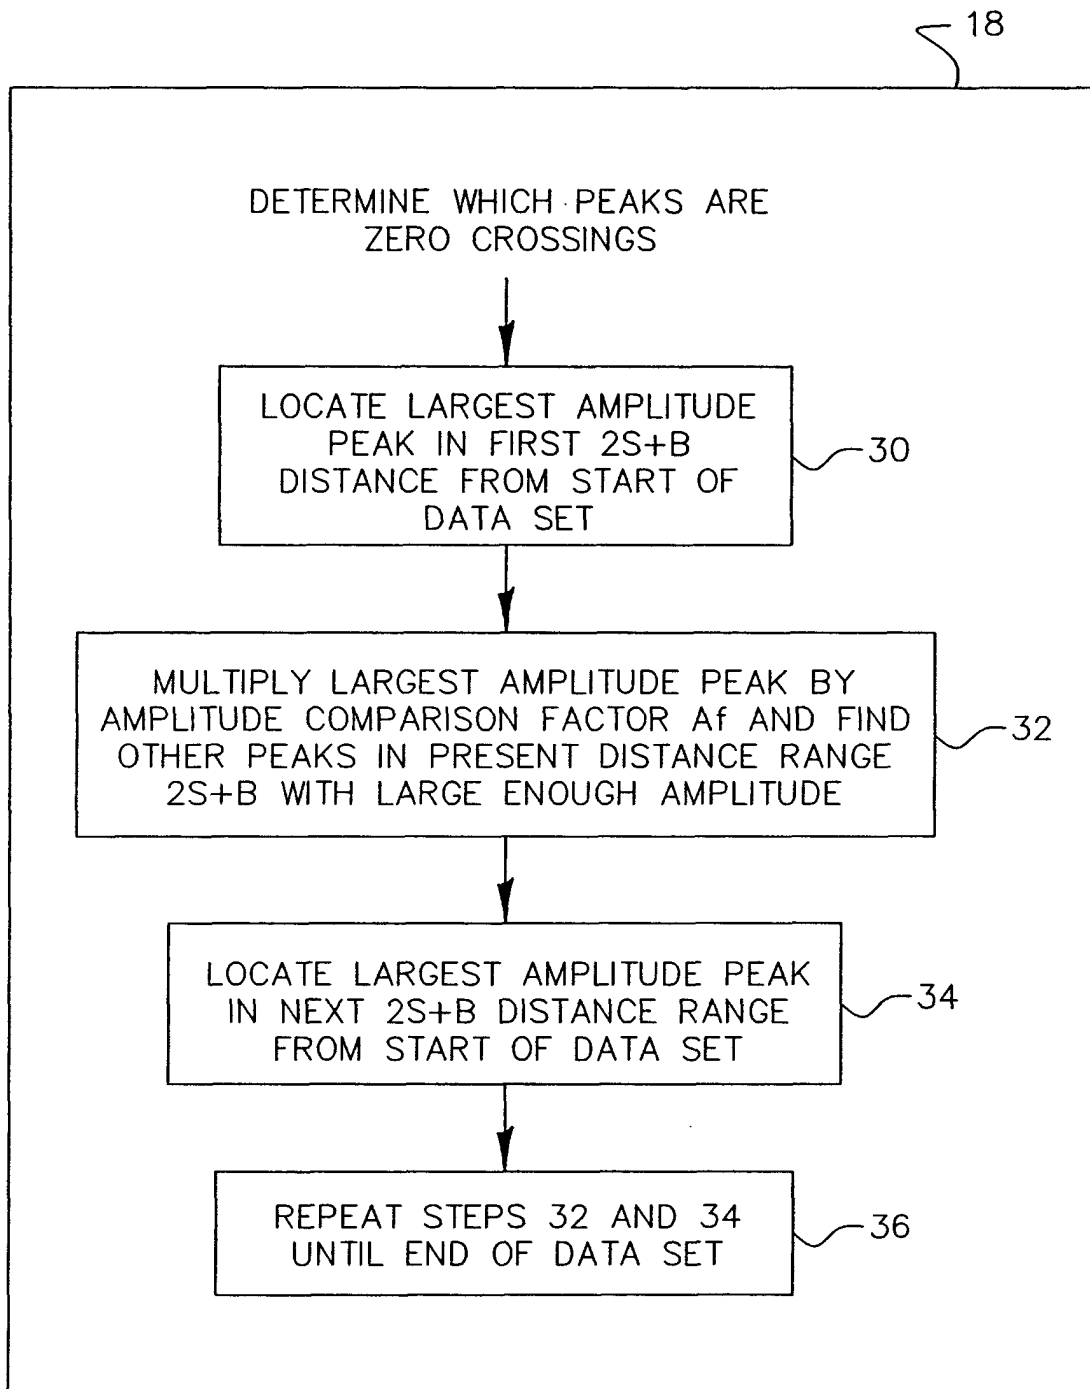 18
DETERMINE WHICH PEAKS ARE
ZERO CROSSINGS
LOCATE LARGEST AMPLITUDE
PEAK IN FIRST 2S+B
DISTANCE FROM START OF
DATA SET
30
MULTIPLY LARGEST AMPLITUDE PEAK BY
AMPLITUDE COMPARISON FACTOR Af AND FIND
OTHER PEAKS IN PRESENT DISTANCE RANGE
2S+B WITH LARGE ENOUGH AMPLITUDE
32
LOCATE LARGEST AMPLITUDE PEAK
IN NEXT 2S+B DISTANCE RANGE
FROM START OF DATA SET
34
REPEAT STEPS 32 AND 34
UNTIL END OF DATA SET
36